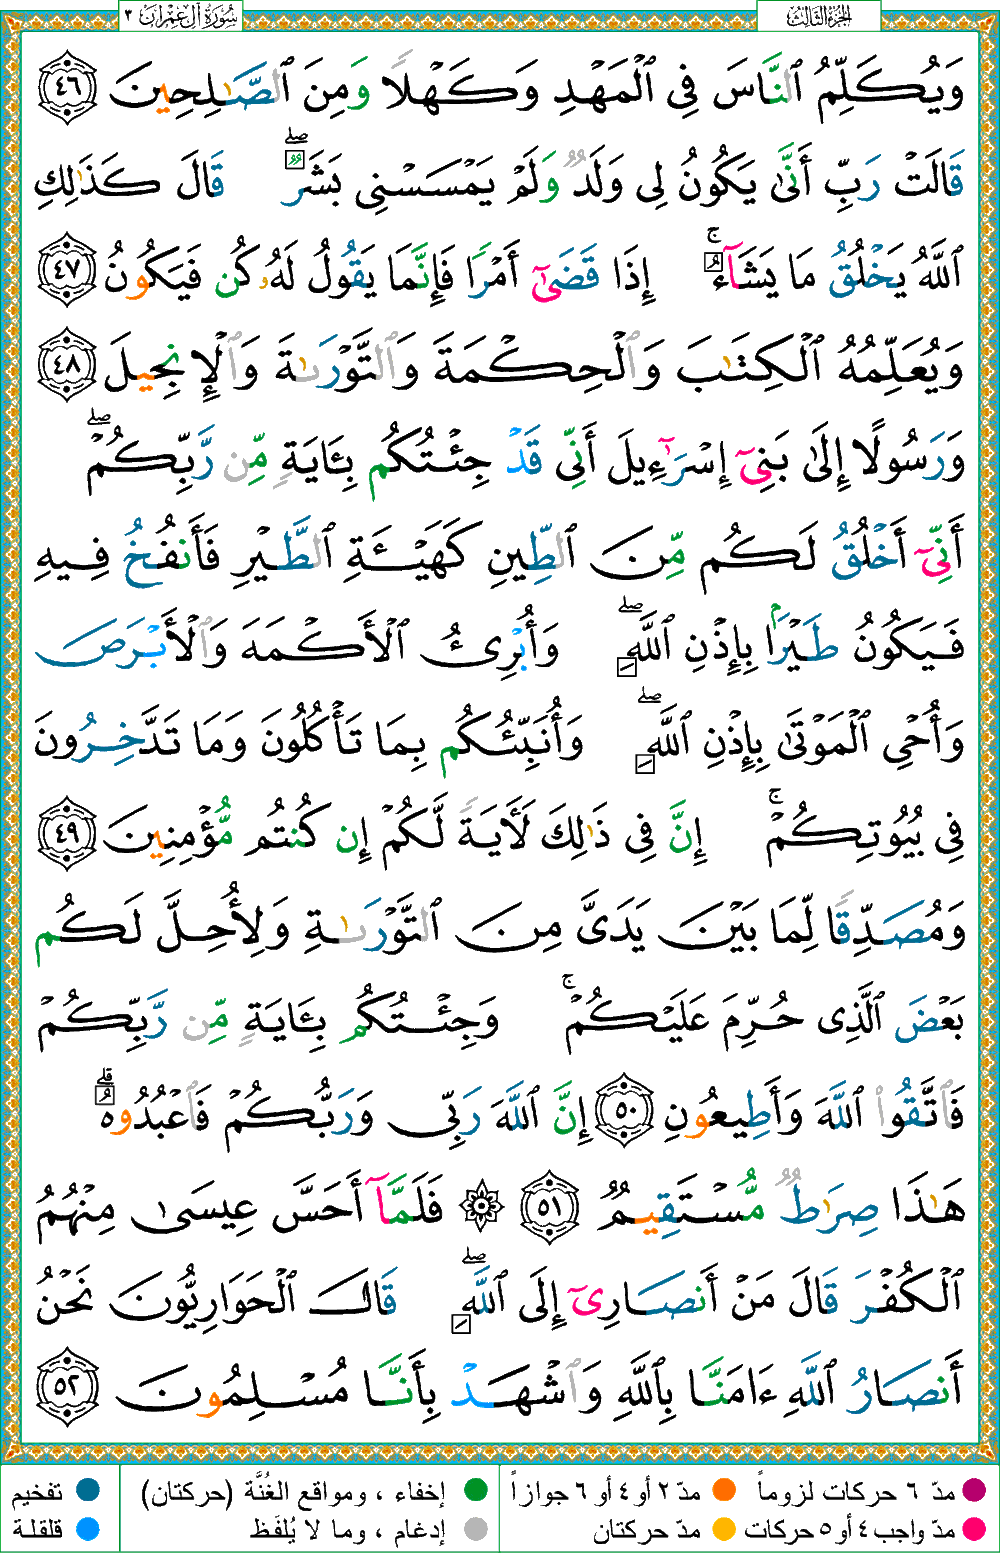 سُورَةُ آلِ عِمْرَانَ ٣
الجُزْءُ الثَّالِثُ
وَيُكَلِّمُ ٱلنَّاسَ فِى ٱلْمَهْدِ وَكَهْلًا وَمِنَ ٱلصَّـٰلِحِينَ ٤٦
قَالَتْ رَبِّ أَنَّىٰ يَكُونُ لِى وَلَدٌ وَلَمْ يَمْسَسْنِى بَشَرٌ ۖ قَالَ كَذَٰلِكِ
ٱللَّهُ يَخْلُقُ مَا يَشَآءُ ۚ إِذَا قَضَىٰٓ أَمْرًا فَإِنَّمَا يَقُولُ لَهُۥ كُن فَيَكُونُ ٤٧
وَيُعَلِّمُهُ ٱلْكِتَـٰبَ وَٱلْحِكْمَةَ وَٱلتَّوْرَىٰةَ وَٱلْإِنجِيلَ ٤٨
وَرَسُولًا إِلَىٰ بَنِىٓ إِسْرَٰٓءِيلَ أَنِّى قَدْ جِئْتُكُم بِـَٔايَةٍ مِّن رَّبِّكُمْ ۖ
أَنِّىٓ أَخْلُقُ لَكُم مِّنَ ٱلطِّينِ كَهَيْـَٔةِ ٱلطَّيْرِ فَأَنفُخُ فِيهِ
فَيَكُونُ طَيْرًۢا بِإِذْنِ ٱللَّهِ ۖ وَأُبْرِئُ ٱلْأَكْمَهَ وَٱلْأَبْرَصَ
وَأُحْىِ ٱلْمَوْتَىٰ بِإِذْنِ ٱللَّهِ ۖ وَأُنَبِّئُكُم بِمَا تَأْكُلُونَ وَمَا تَدَّخِرُونَ
فِى بُيُوتِكُمْ ۚ إِنَّ فِى ذَٰلِكَ لَـَٔايَةً لَّكُمْ إِن كُنتُم مُّؤْمِنِينَ ٤٩
وَمُصَدِّقًا لِّمَا بَيْنَ يَدَىَّ مِنَ ٱلتَّوْرَىٰةِ وَلِأُحِلَّ لَكُم
بَعْضَ ٱلَّذِى حُرِّمَ عَلَيْكُمْ ۚ وَجِئْتُكُم بِـَٔايَةٍ مِّن رَّبِّكُمْ
فَٱتَّقُوا۟ ٱللَّهَ وَأَطِيعُونِ ٥٠ إِنَّ ٱللَّهَ رَبِّى وَرَبُّكُمْ فَٱعْبُدُوهُ ۗ
هَـٰذَا صِرَٰطٌ مُّسْتَقِيمٌ ٥١ ۞ فَلَمَّآ أَحَسَّ عِيسَىٰ مِنْهُمُ
ٱلْكُفْرَ قَالَ مَنْ أَنصَارِىٓ إِلَى ٱللَّهِ ۖ قَالَ ٱلْحَوَارِيُّونَ نَحْنُ
أَنصَارُ ٱللَّهِ ءَامَنَّا بِٱللَّهِ وَٱشْهَدْ بِأَنَّا مُسْلِمُونَ ٥٢
مدّ ٦ حركات لزوماً
مدّ ٢ أو ٤ أو ٦ جوازاً
إخفاء ، ومواقع الغُنَّة (حركتان)
تفخيم
مدّ واجب ٤ أو ٥ حركات
مدّ حركتان
إدغام ، وما لا يُلفَظ
قلقلة